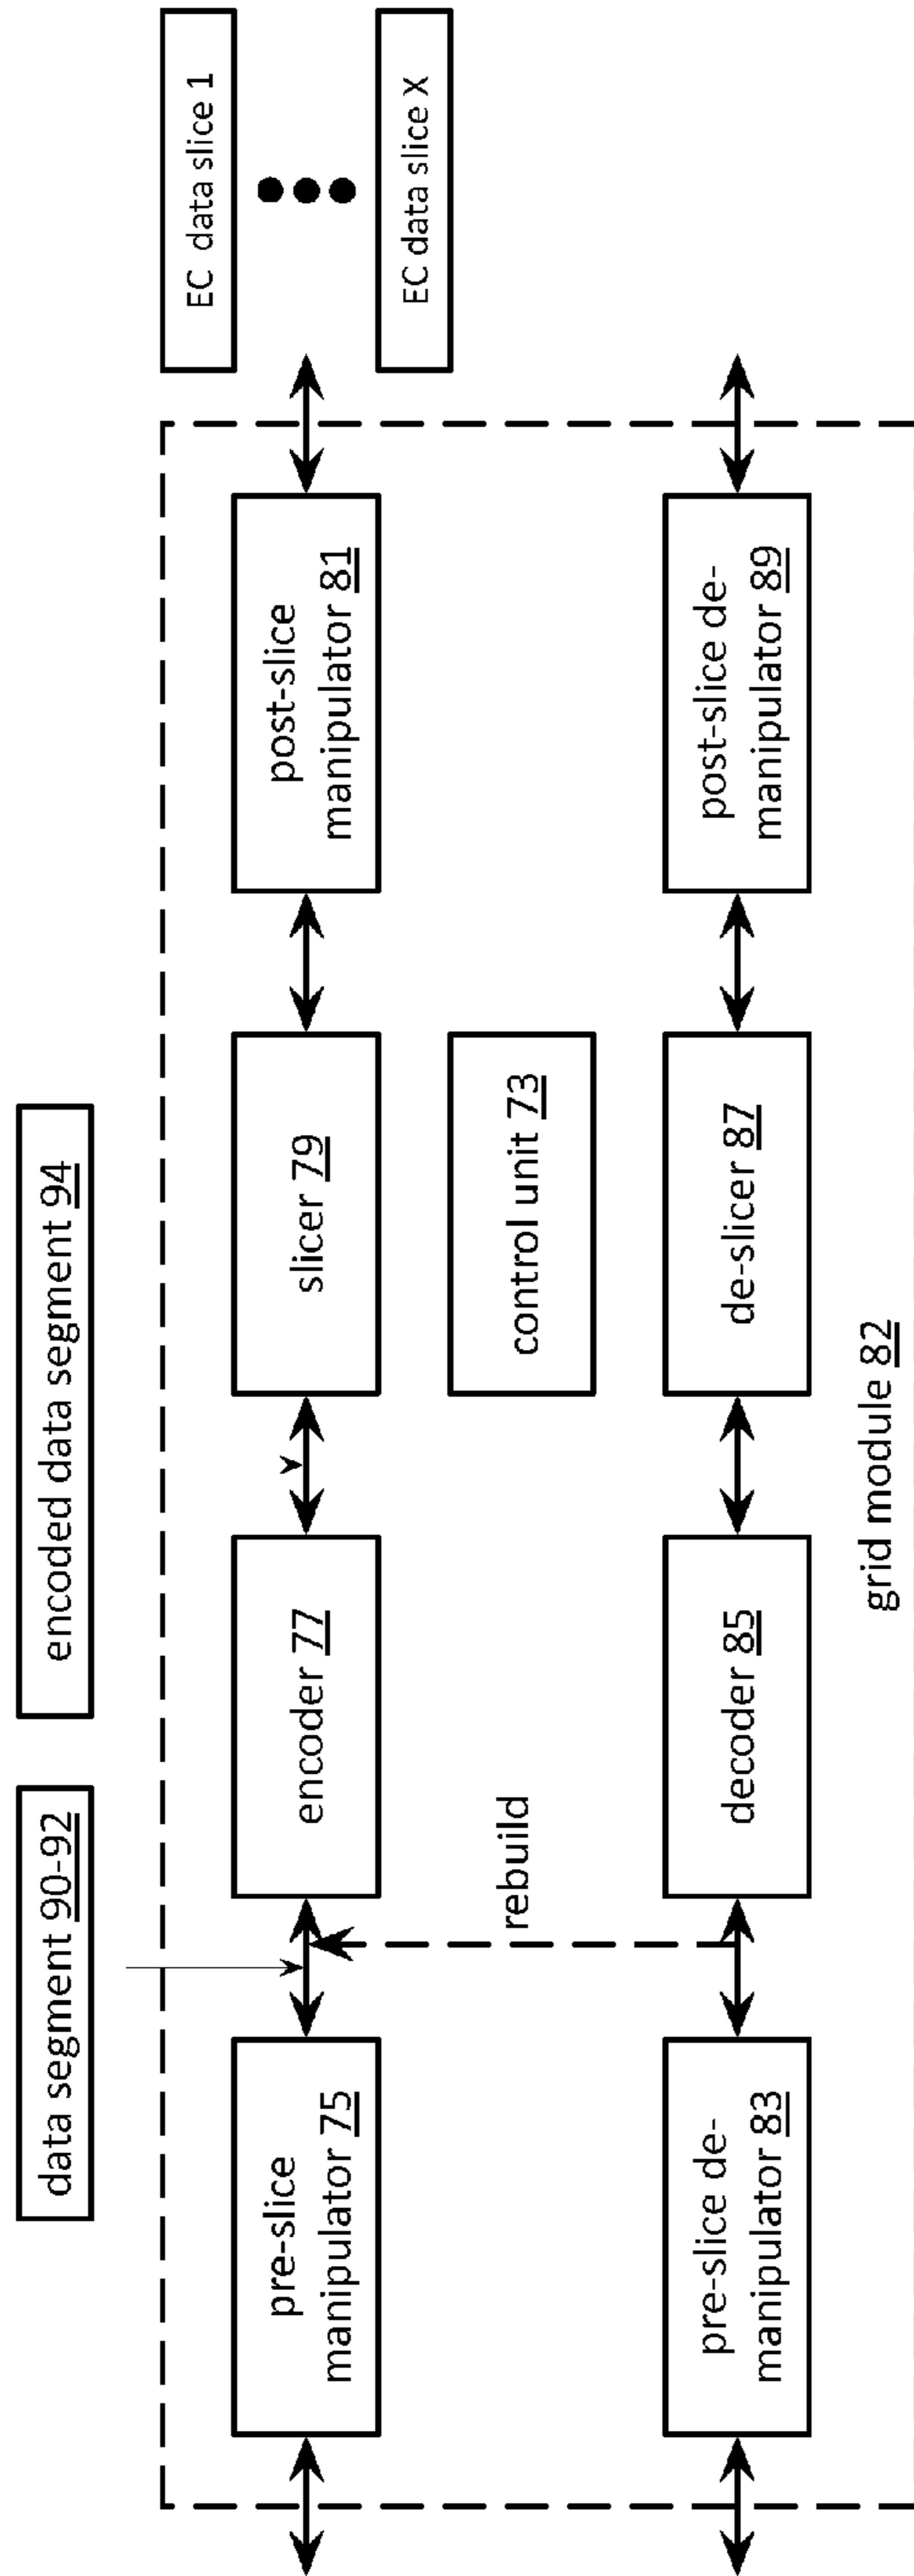 data segment 90-92
encoded data segment 94
pre-slice
manipulator 75
encoder 77
slicer 79
post-slice
manipulator 81
EC data slice 1
EC data slice X
rebuild
control unit 73
pre-slice de-
manipulator 83
decoder 85
de-slicer 87
post-slice de-
manipulator 89
grid module 82